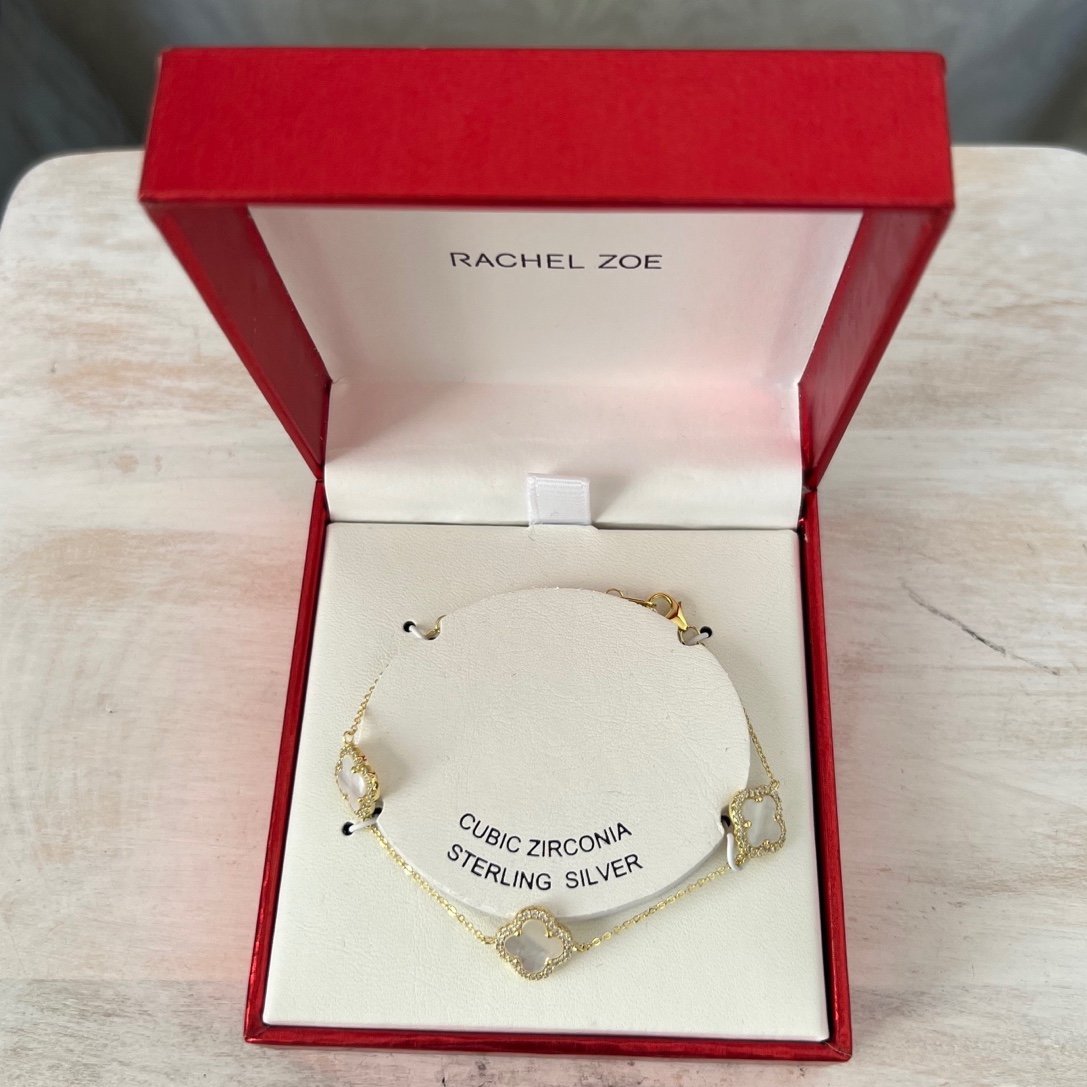 RACHEL ZOE
CUBIC ZIRCONIA
STERLING SILVER